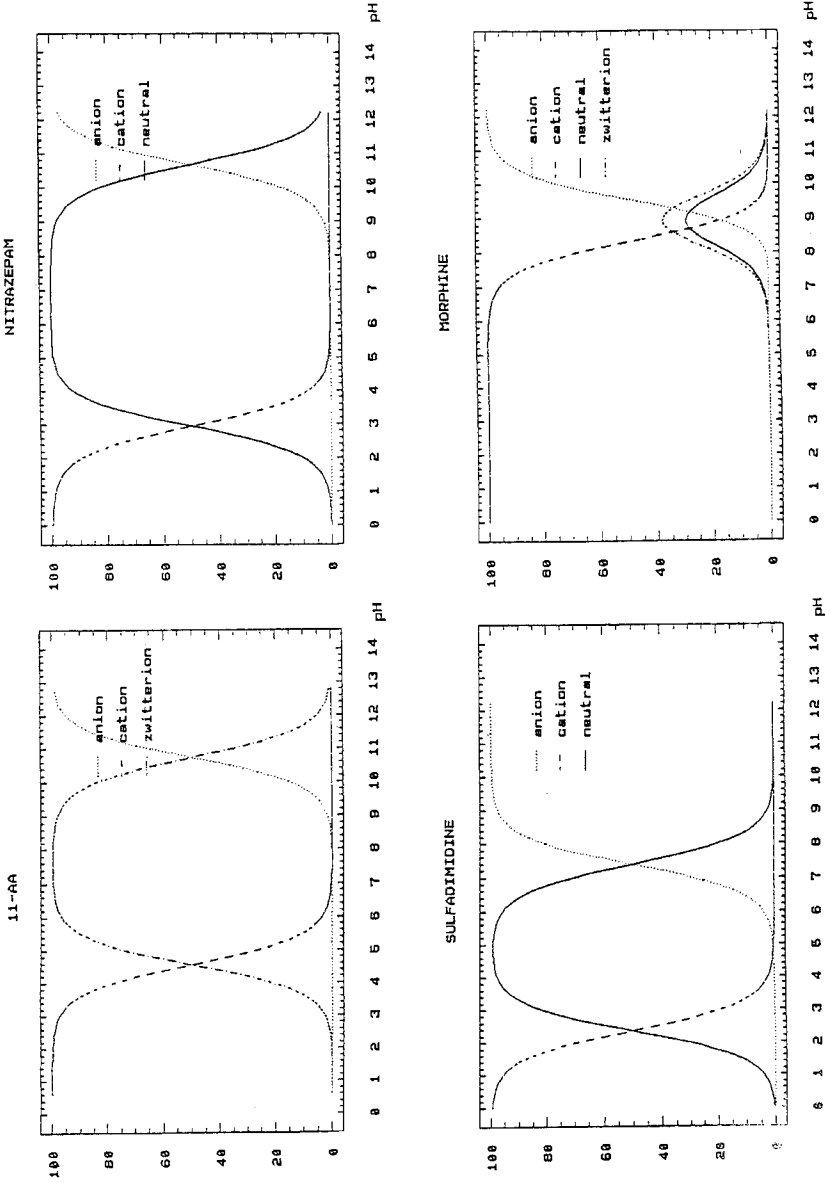 11-AA
100
80
60
40
20
0
anion
cation
zwitterion
0 1 2 3 4 5 6 7 8 9 10 11 12 13 14 pH
NITRAZEPAM
100
80
60
40
20
0
anion
cation
neutral
0 1 2 3 4 5 6 7 8 9 10 11 12 13 14 pH
SULFADIMIDINE
100
80
60
40
20
anion
cation
neutral
1 2 3 4 5 6 7 8 9 10 11 12 13 14 pH
MORPHINE
100
80
60
40
20
0
anion
cation
neutral
zwitterion
0 1 2 3 4 5 6 7 8 9 10 11 12 13 14 pH